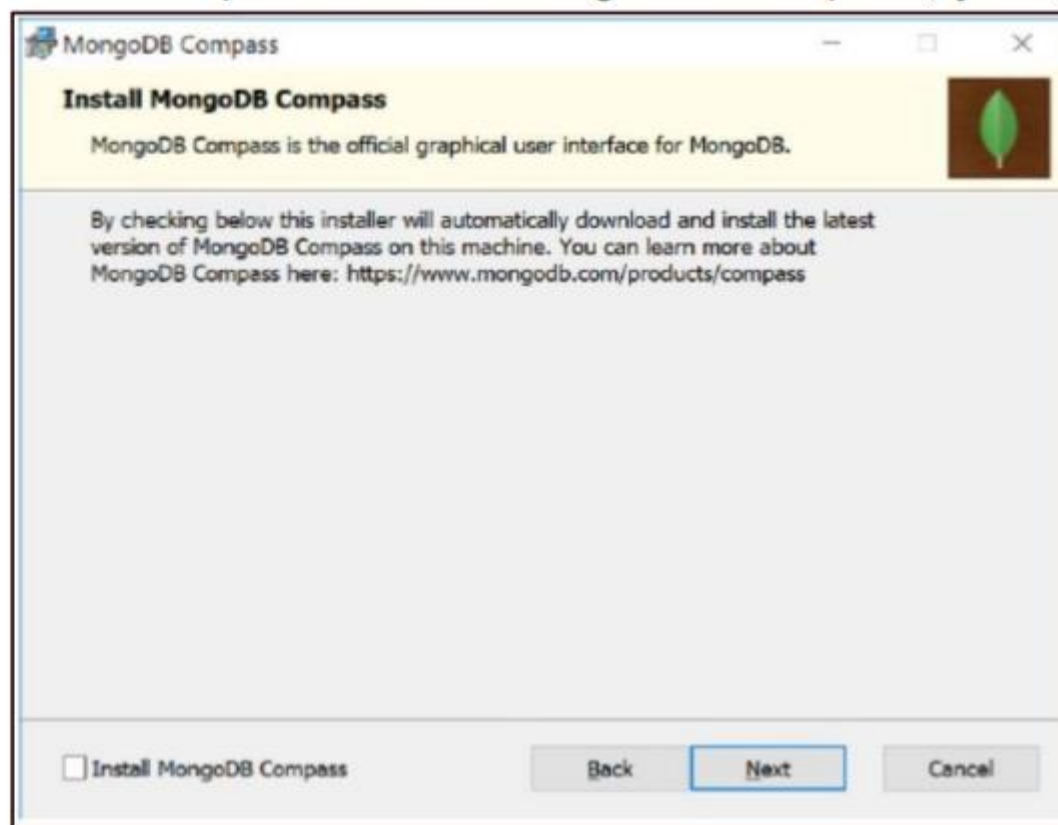 MongoDB Compass
Install MongoDB Compass
MongoDB Compass is the official graphical user interface for MongoDB.
By checking below this installer will automatically download and install the latest
version of MongoDB Compass on this machine. You can learn more about
MongoDB Compass here: https://www.mongodb.com/products/compass
Install MongoDB Compass
Back
Next
Cancel